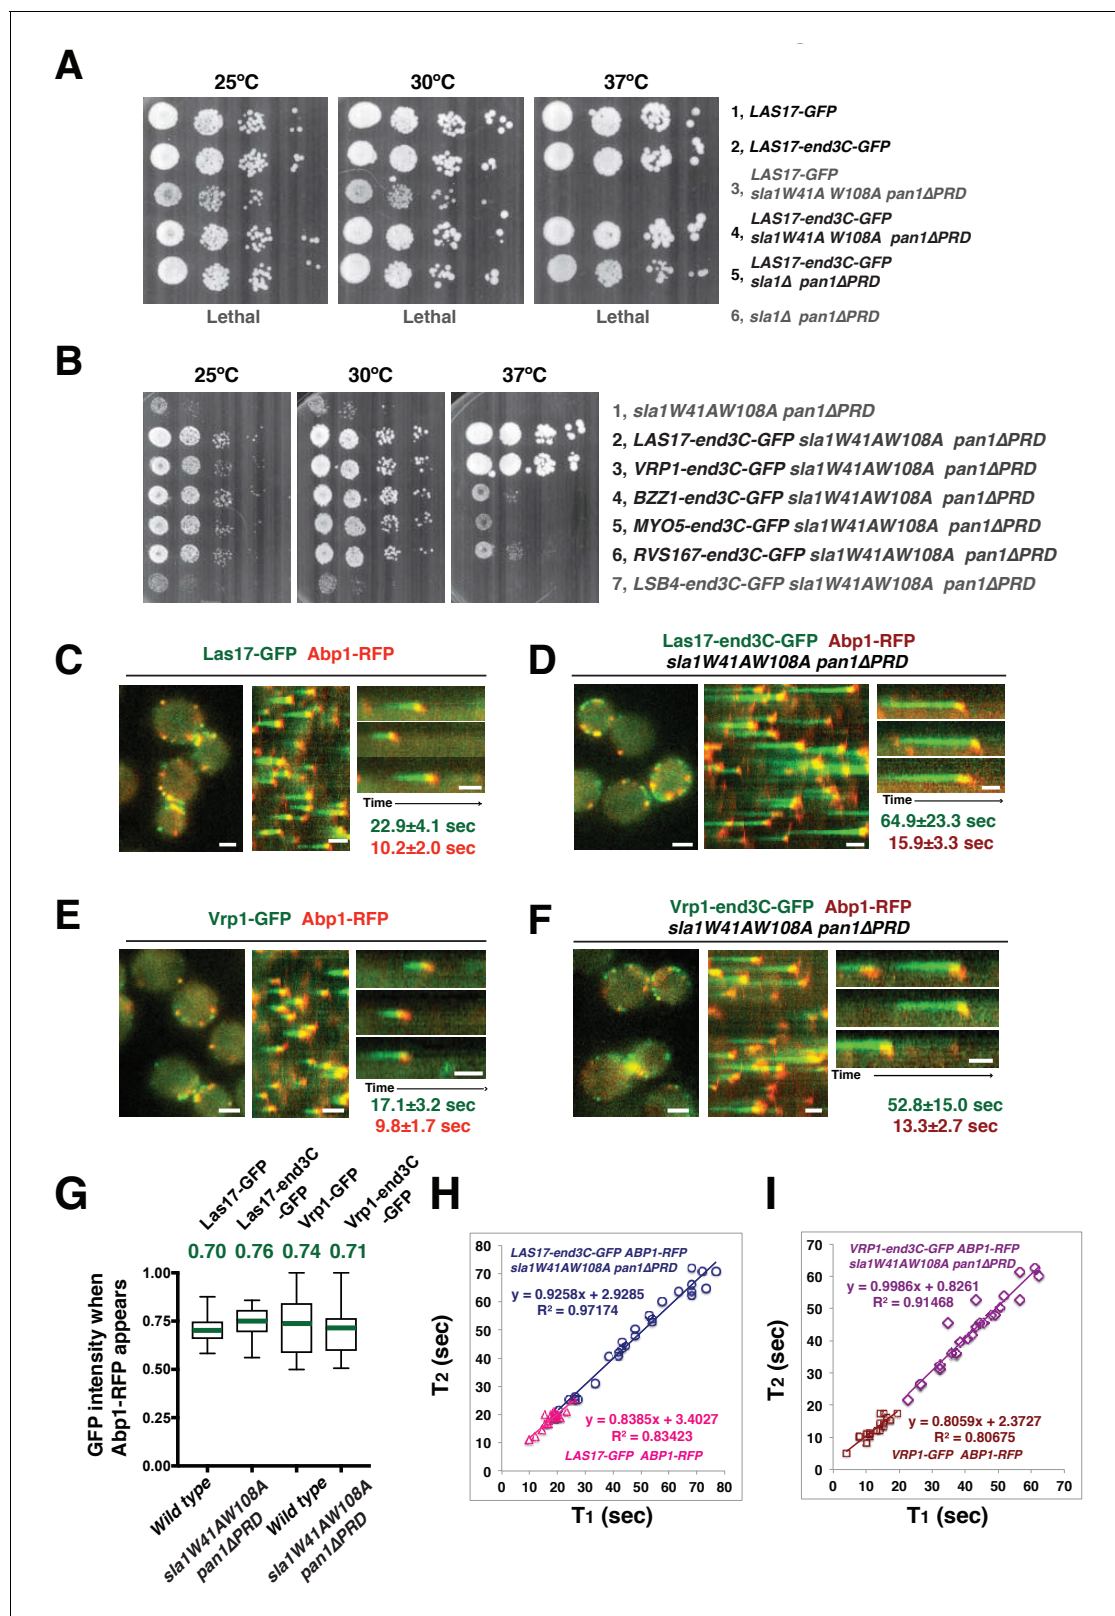 A
25°C 30°C 37°C
1, LAS17-GFP
2, LAS17-end3C-GFP
3, LAS17-GFP
sla1W41A W108A pan1ΔPRD
4, LAS17-end3C-GFP
sla1W41A W108A pan1ΔPRD
5, LAS17-end3C-GFP
sla1Δ pan1ΔPRD
Lethal Lethal Lethal 6, sla1Δ pan1ΔPRD
B
25°C 30°C 37°C
1, sla1W41AW108A pan1ΔPRD
2, LAS17-end3C-GFP sla1W41AW108A pan1ΔPRD
3, VRP1-end3C-GFP sla1W41AW108A pan1ΔPRD
4, BZZ1-end3C-GFP sla1W41AW108A pan1ΔPRD
5, MYO5-end3C-GFP sla1W41AW108A pan1ΔPRD
6, RVS167-end3C-GFP sla1W41AW108A pan1ΔPRD
7, LSB4-end3C-GFP sla1W41AW108A pan1ΔPRD
C
Las17-GFP Abp1-RFP
Time
22.9±4.1 sec
10.2±2.0 sec
D
Las17-end3C-GFP Abp1-RFP
sla1W41AW108A pan1ΔPRD
Time
64.9±23.3 sec
15.9±3.3 sec
E
Vrp1-GFP Abp1-RFP
Time
17.1±3.2 sec
9.8±1.7 sec
F
Vrp1-end3C-GFP Abp1-RFP
sla1W41AW108A pan1ΔPRD
Time
52.8±15.0 sec
13.3±2.7 sec
G
Las17-GFP
Las17-end3C
-GFP
Vrp1-GFP
Vrp1-end3C
-GFP
0.70 0.76 0.74 0.71
GFP intensity when
Abp1-RFP appears
1.00
0.75
0.50
0.25
0.00
Wild type
sla1W41AW108A
pan1ΔPRD
Wild type
sla1W41AW108A
pan1ΔPRD
H
T2 (sec)
80
70
60
50
40
30
20
10
0
LAS17-end3C-GFP ABP1-RFP
sla1W41AW108A pan1ΔPRD
y = 0.9258x + 2.9285
R² = 0.97174
y = 0.8385x + 3.4027
R² = 0.83423
LAS17-GFP ABP1-RFP
0 10 20 30 40 50 60 70 80
T1 (sec)
I
T2 (sec)
70
60
50
40
30
20
10
0
VRP1-end3C-GFP ABP1-RFP
sla1W41AW108A pan1ΔPRD
y = 0.9986x + 0.8261
R² = 0.91468
y = 0.8059x + 2.3727
R² = 0.80675
VRP1-GFP ABP1-RFP
0 10 20 30 40 50 60 70
T1 (sec)